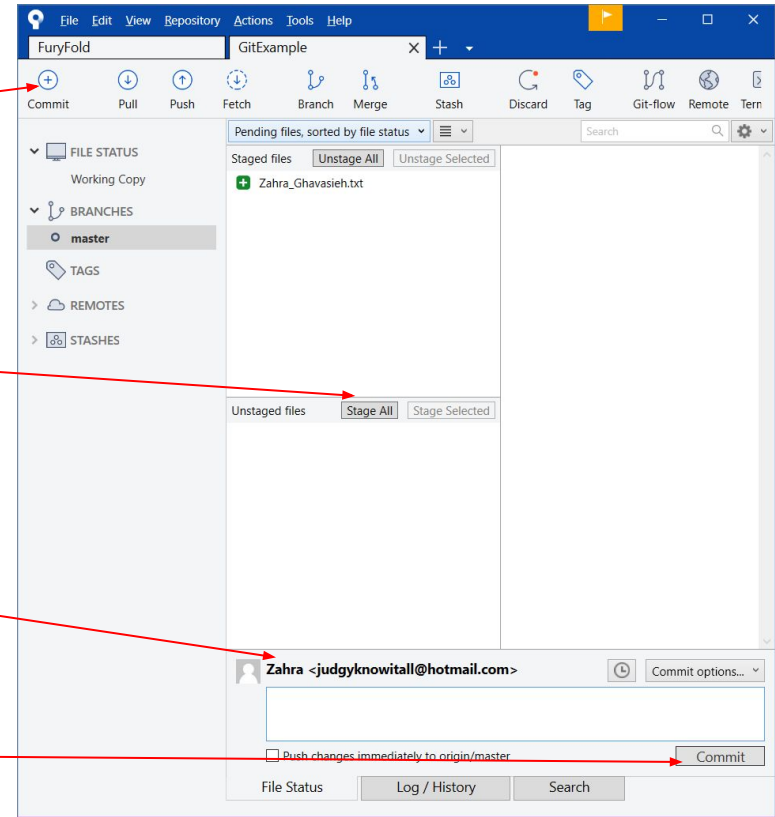 File Edit View Repository Actions Tools Help
FuryFold GitExample
Commit Pull Push Fetch Branch Merge Stash Discard Tag Git-flow Remote Tern
Pending files, sorted by file status Search
FILE STATUS
Working Copy
BRANCHES
master
TAGS
REMOTES
STASHES
Staged files Unstage All Unstage Selected
Zahra_Ghavasieh.txt
Unstaged files Stage All Stage Selected
Zahra <judgyknowitall@hotmail.com> Commit options...
Push changes immediately to origin/master Commit
File Status Log / History Search